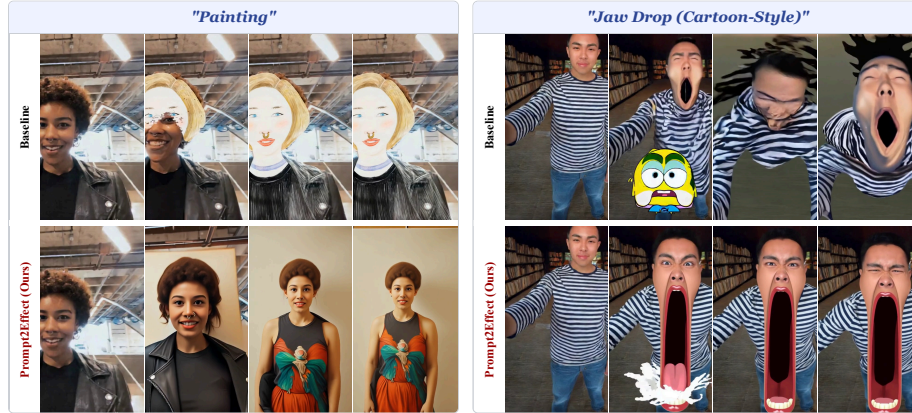 "Painting"
Baseline
Prompt2Effect (Ours)
"Jaw Drop (Cartoon-Style)"
Baseline
Prompt2Effect (Ours)